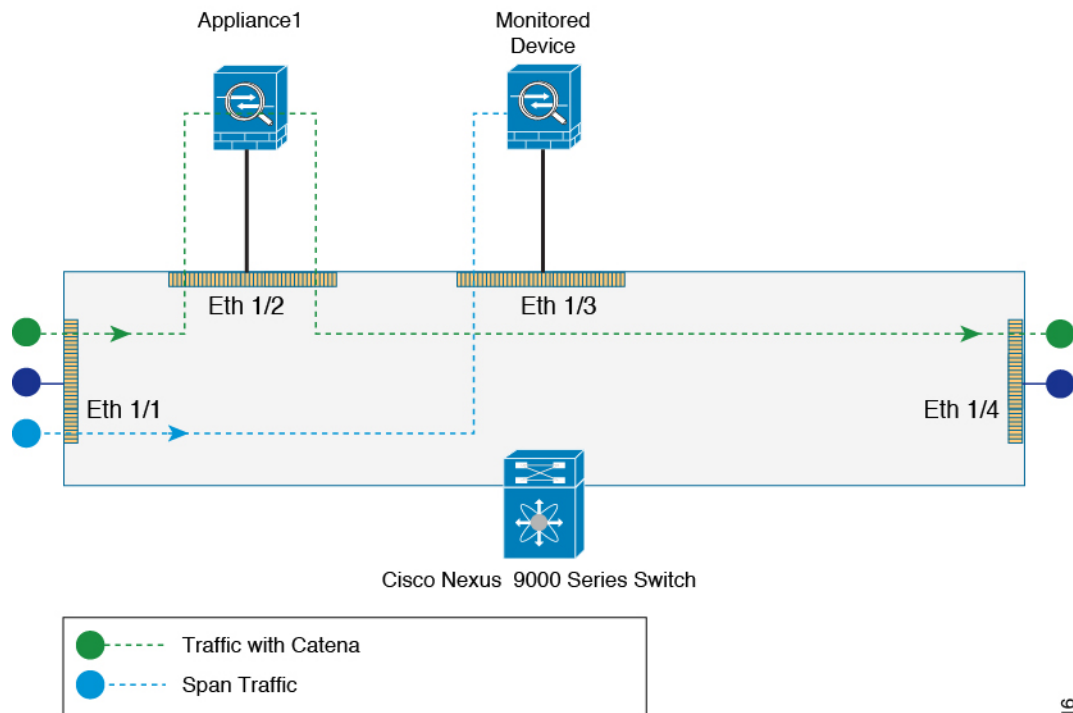 Appliance1
Monitored
Device
Eth 1/2
Eth 1/3
Eth 1/1
Eth 1/4
Cisco Nexus 9000 Series Switch
Traffic with Catena
Span Traffic